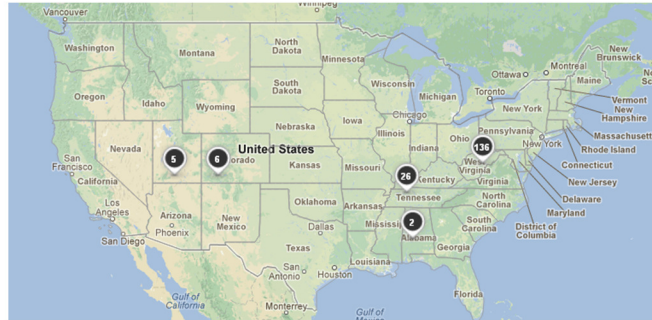 Winnipeg
Vancouver
Washington
Montana
North
Dakota
Minnesota
Ottawa
Montreal
New
Brunswick
Maine
Oregon
Idaho
Wyoming
South
Dakota
Wisconsin
Michigan
Toronto
New York
Vermont
New
Hampshire
Nebraska
Iowa
Chicago
Illinois
Indiana
Ohio
Pennsylvania
New York
Massachusetts
Rhode Island
Connecticut
New Jersey
Delaware
Maryland
District of
Columbia
136
West
Virginia
Virginia
Nevada
5
6
United States
Kansas
Missouri
26
Kentucky
San
Francisco
California
Tennessee
North
Carolina
Los
Angeles
Arizona
Phoenix
New
Mexico
Oklahoma
Arkansas
2
Alabama
South
Carolina
San Diego
Dallas
Georgia
Texas
Louisiana
San
Antonio
Houston
Florida
Gulf of
California
Monterrey
Gulf of